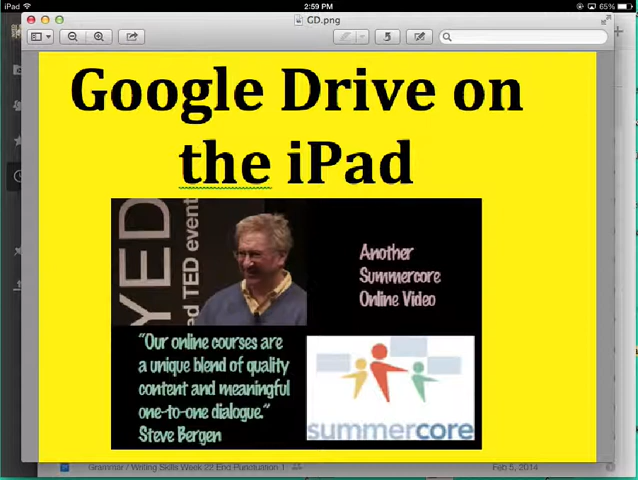 iPad
2:59 PM
65%
GD.png
Google Drive on
the iPad
YED
ed TED event
Another
Summercore
Online Video
"Our online courses are
a unique blend of quality
content and meaningful
one-to-one dialogue."
Steve Bergen
summercore
Grammar / Writing Skills Week 22 End Punctuation 1
Feb 5, 2014